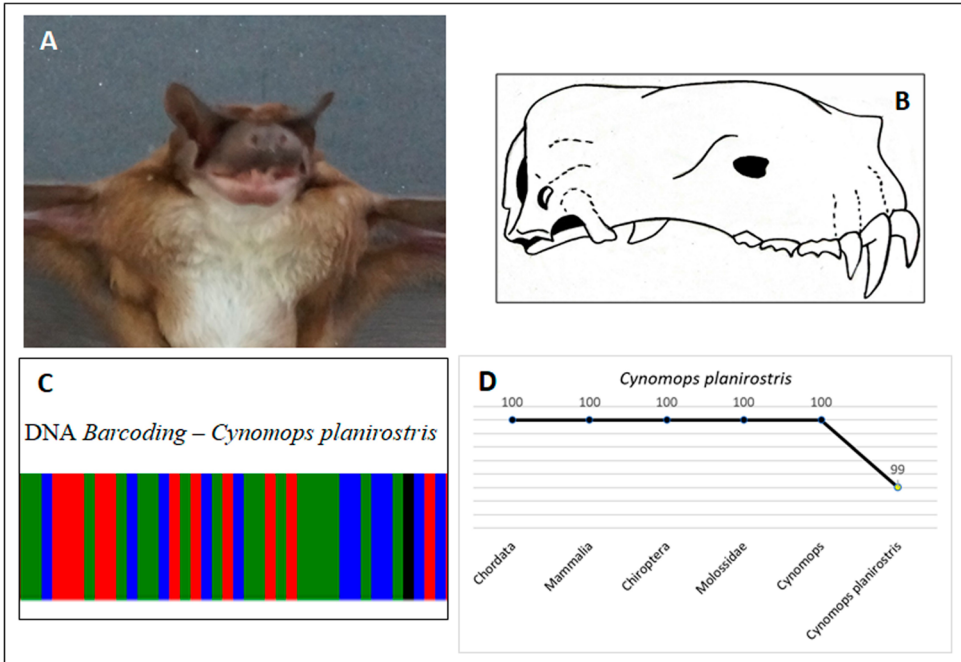 A
B
C
DNA Barcoding – Cynomops planirostris
D
Cynomops planirostris
100 100 100 100 100
99
Chordata
Mammalia
Chiroptera
Molossidae
Cynomops
Cynomops planirostris